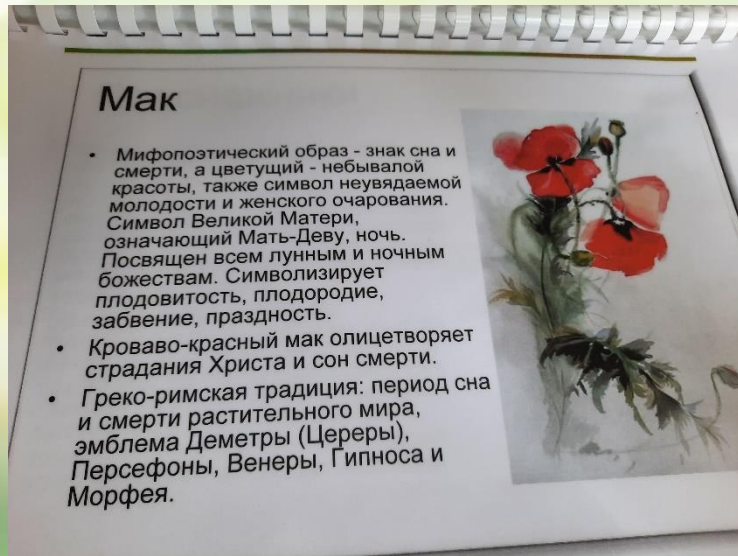 Мак
• Мифопоэтический образ - знак сна и
смерти, а цветущий - небывалой
красоты, также символ неувядаемой
молодости и женского очарования.
Символ Великой Матери,
означающий Мать-Деву, ночь.
Посвящен всем лунным и ночным
божествам. Символизирует
плодовитость, плодородие,
забвение, праздность.
• Кроваво-красный мак олицетворяет
страдания Христа и сон смерти.
• Греко-римская традиция: период сна
и смерти растительного мира,
эмблема Деметры (Цереры),
Персефоны, Венеры, Гипноса и
Морфея.